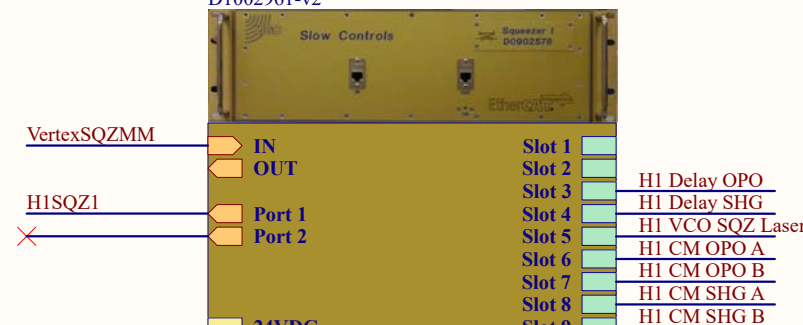 D1002961-v2
Slow Controls
Squeezer I
D0902578
EtherCAT
VertexSQZMM
IN
Slot 1
OUT
Slot 2
Slot 3
H1 Delay OPO
H1SQZ1
Port 1
Slot 4
H1 Delay SHG
Port 2
Slot 5
H1 VCO SQZ Laser
Slot 6
H1 CM OPO A
Slot 7
H1 CM OPO B
Slot 8
H1 CM SHG A
24VDC
Slot 9
H1 CM SHG B